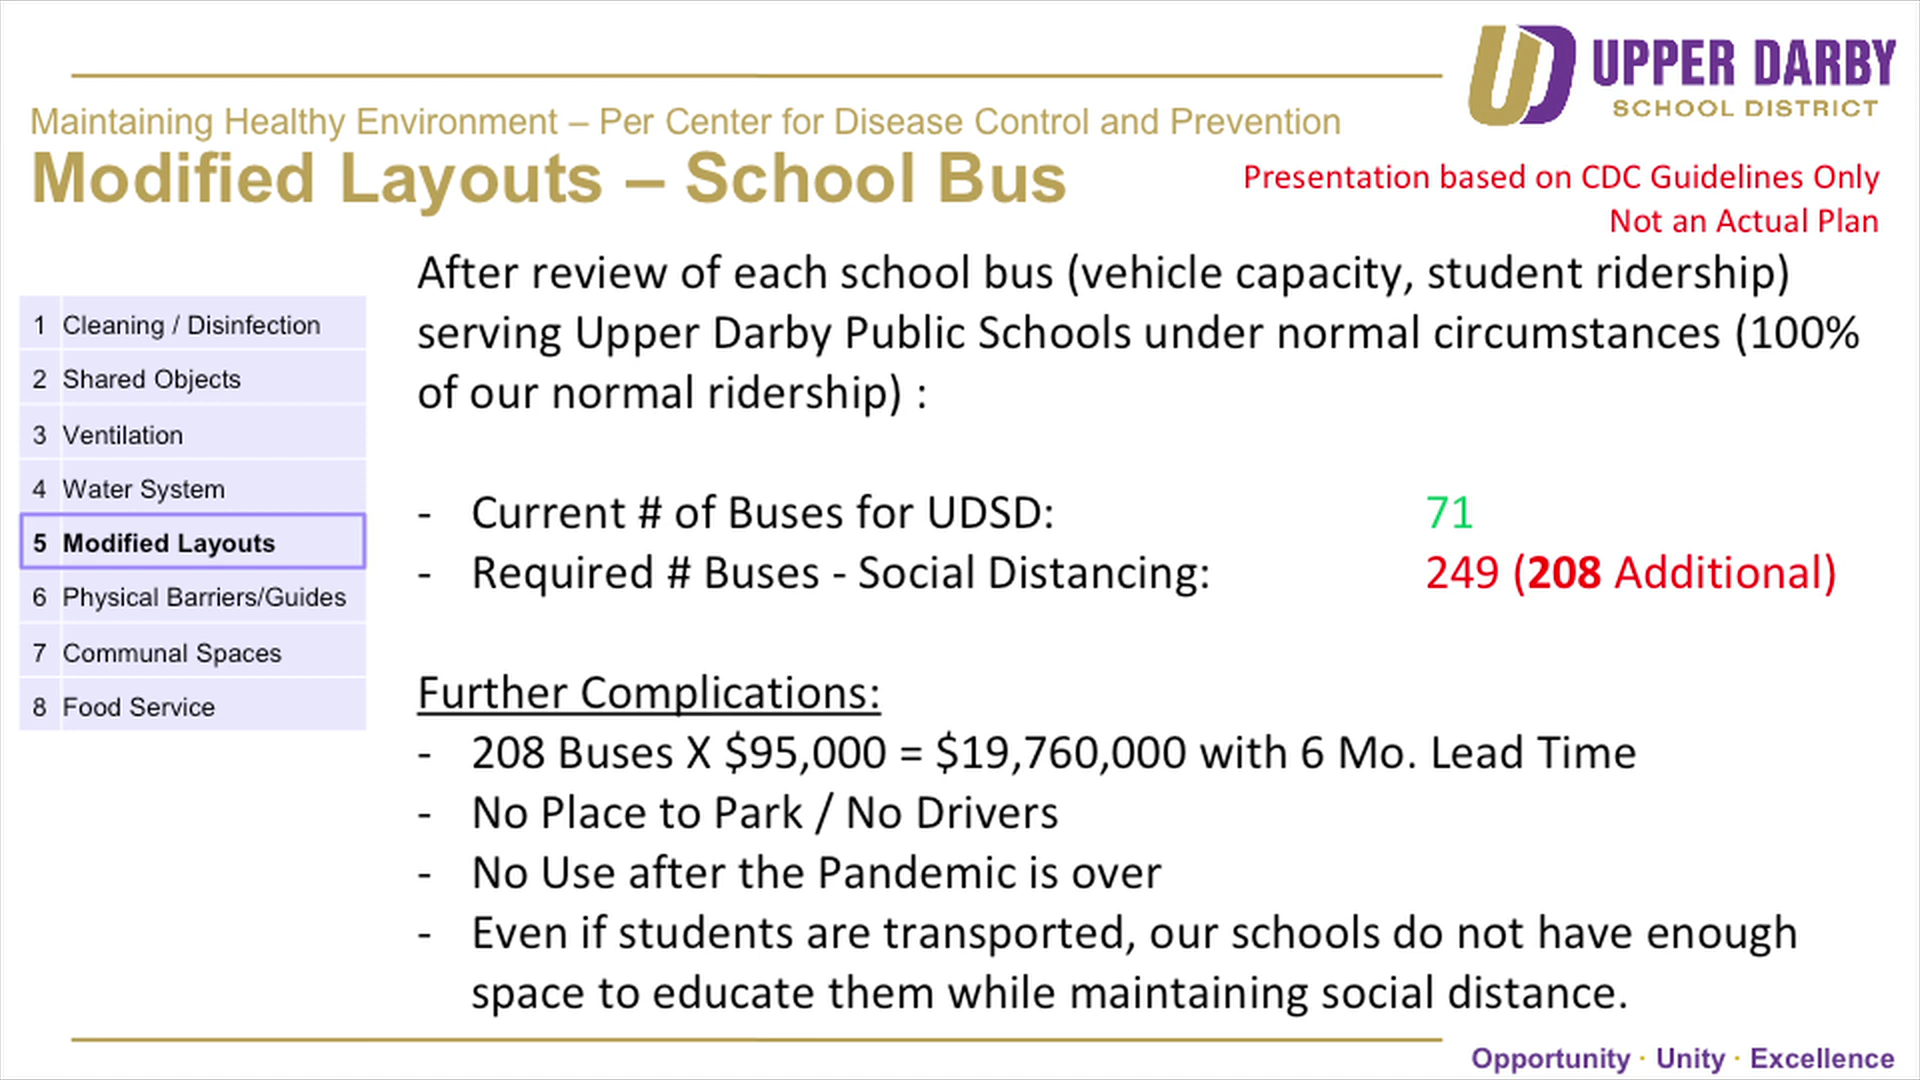 UD UPPER DARBY
SCHOOL DISTRICT
Maintaining Healthy Environment – Per Center for Disease Control and Prevention
Modified Layouts – School Bus
Presentation based on CDC Guidelines Only
Not an Actual Plan
1 Cleaning / Disinfection
2 Shared Objects
3 Ventilation
4 Water System
5 Modified Layouts
6 Physical Barriers/Guides
7 Communal Spaces
8 Food Service
After review of each school bus (vehicle capacity, student ridership)
serving Upper Darby Public Schools under normal circumstances (100%
of our normal ridership) :
- Current # of Buses for UDSD: 71
- Required # Buses - Social Distancing: 249 (208 Additional)
Further Complications:
- 208 Buses X $95,000 = $19,760,000 with 6 Mo. Lead Time
- No Place to Park / No Drivers
- No Use after the Pandemic is over
- Even if students are transported, our schools do not have enough
space to educate them while maintaining social distance.
Opportunity · Unity · Excellence